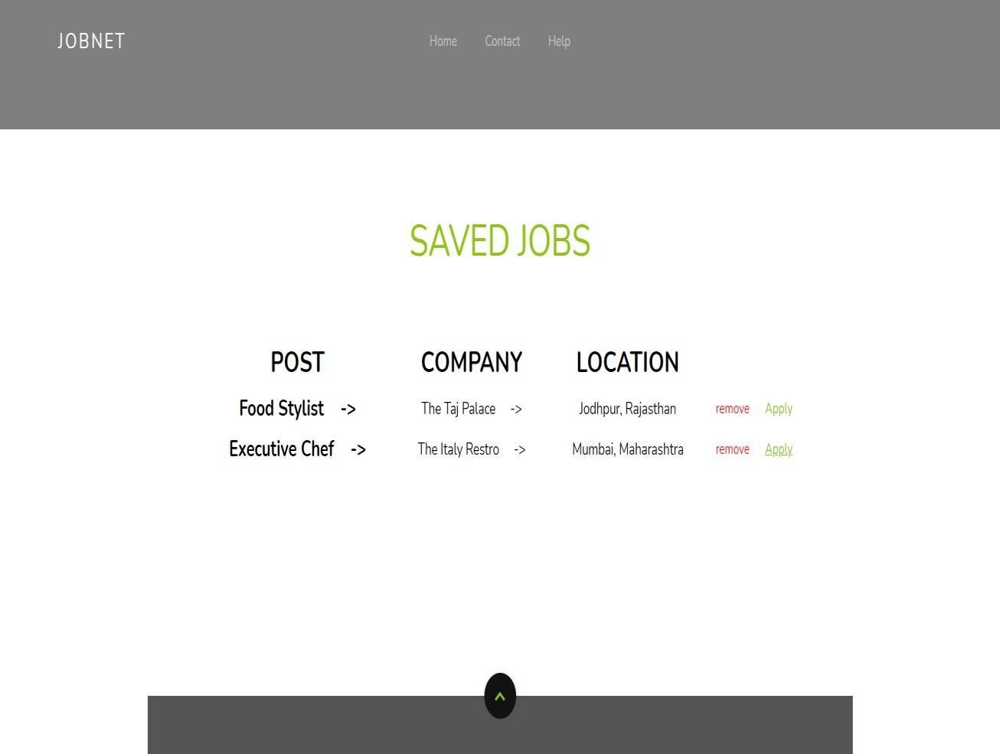 JOBNET Home Contact Help
SAVED JOBS
POST COMPANY LOCATION
Food Stylist -> The Taj Palace -> Jodhpur, Rajasthan remove Apply
Executive Chef -> The Italy Restro -> Mumbai, Maharashtra remove Apply